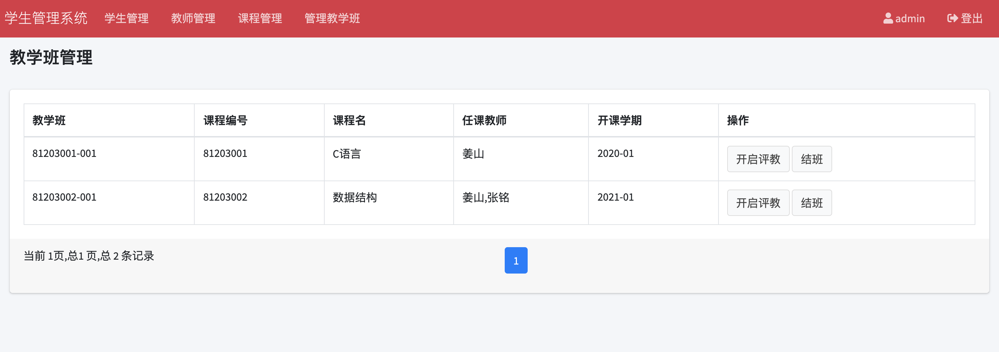 学生管理系统 学生管理 教师管理 课程管理 管理教学班 admin 登出
教学班管理
教学班 课程编号 课程名 任课教师 开课学期 操作
81203001-001 81203001 C语言 姜山 2020-01 开启评教 结班
81203002-001 81203002 数据结构 姜山,张铭 2021-01 开启评教 结班
当前 1页,总1 页,总 2 条记录 1